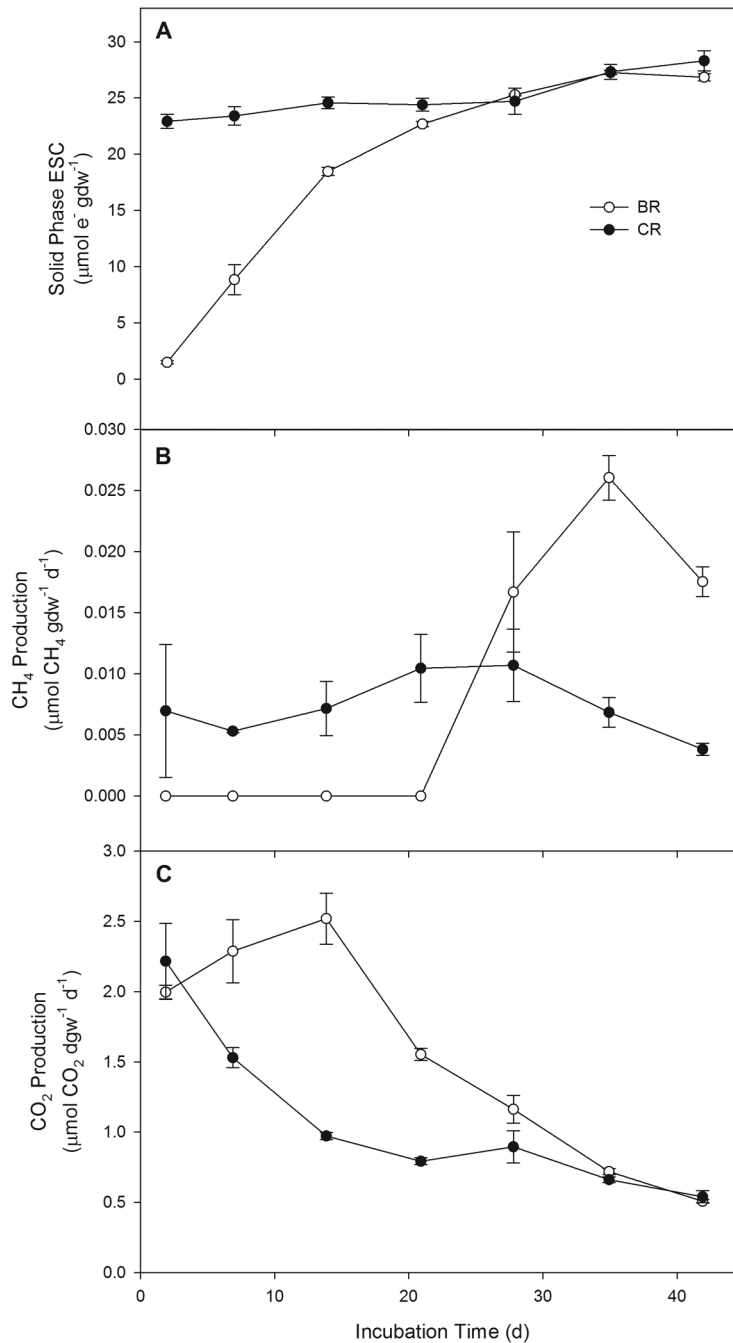 A
30
25
20
15
10
5
0
Solid Phase ESC
(μmol e⁻ gdw⁻¹)
BR
CR
B
0.030
0.025
0.020
0.015
0.010
0.005
0.000
CH₄ Production
(μmol CH₄ gdw⁻¹ d⁻¹)
C
3.0
2.5
2.0
1.5
1.0
0.5
0.0
CO₂ Production
(μmol CO₂ dgw⁻¹ d⁻¹)
0 10 20 30 40
Incubation Time (d)